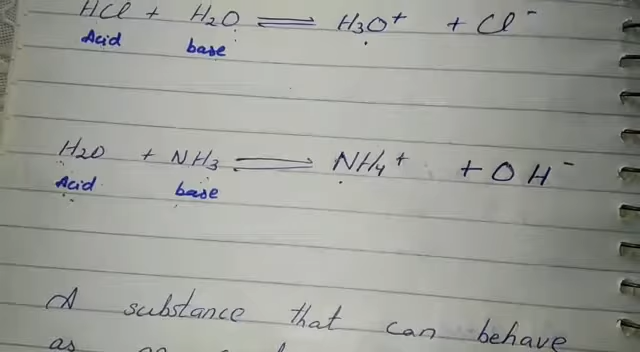 HCl + H2O ⇌ H3O+ + Cl-
Acid base
H2O + NH3 ⇌ NH4+ + OH-
Acid base
A substance that can behave
as